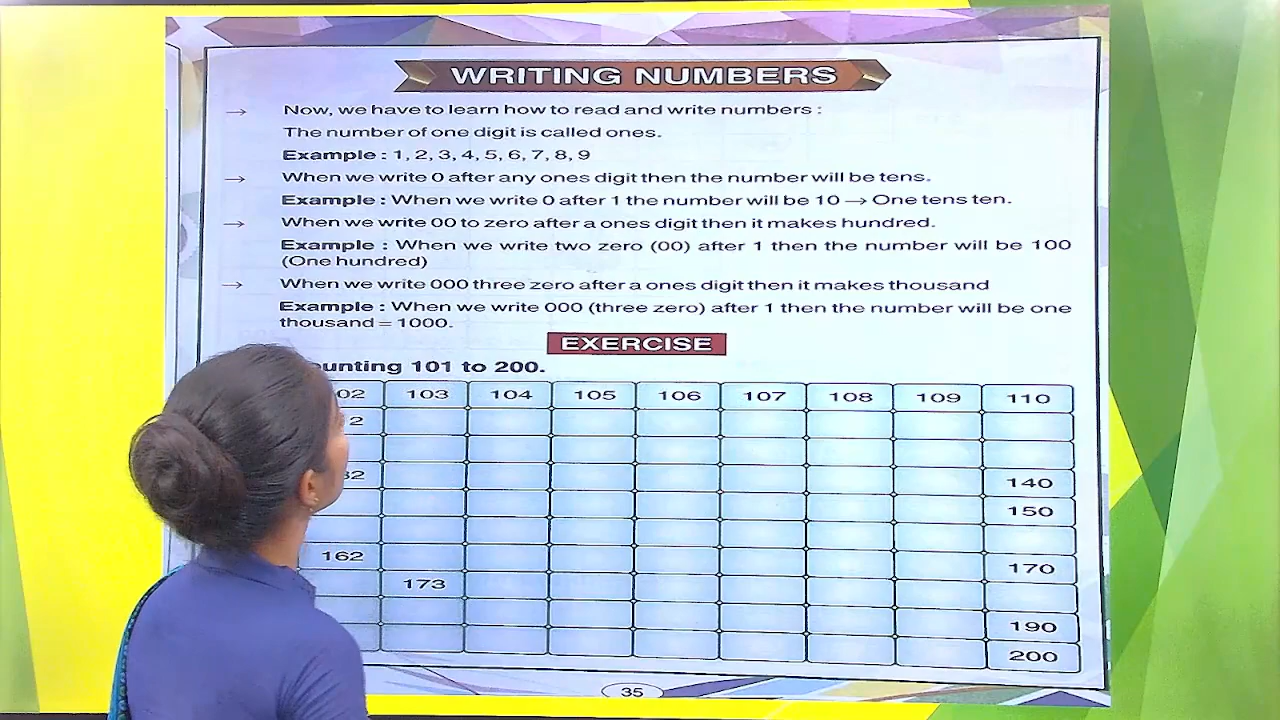 WRITING NUMBERS
→ Now, we have to learn how to read and write numbers :
The number of one digit is called ones.
Example : 1, 2, 3, 4, 5, 6, 7, 8, 9
→ When we write 0 after any ones digit then the number will be tens.
Example : When we write 0 after 1 the number will be 10 → One tens ten.
→ When we write 00 to zero after a ones digit then it makes hundred.
Example : When we write two zero (00) after 1 then the number will be 100
(One hundred)
→ When we write 000 three zero after a ones digit then it makes thousand
Example : When we write 000 (three zero) after 1 then the number will be one
thousand = 1000.
EXERCISE
unting 101 to 200.
02 103 104 105 106 107 108 109 110
2
32 140
150
162 170
173
190
200
35